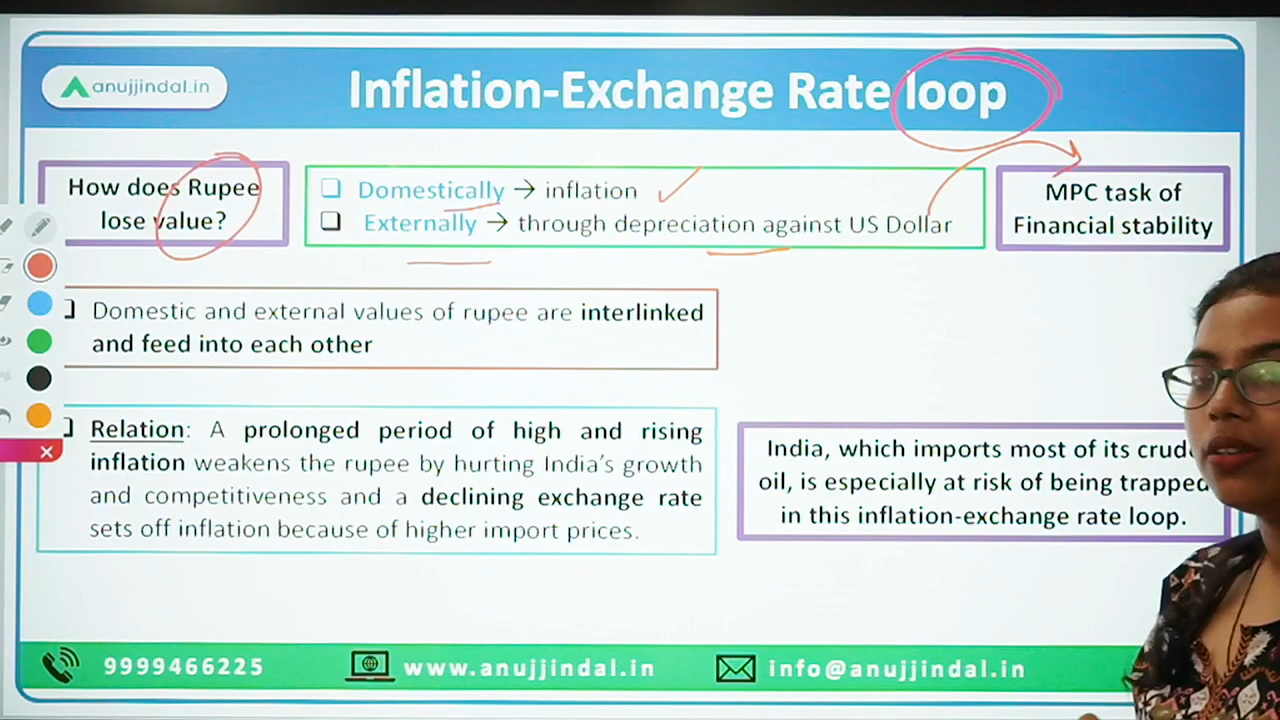 anujjindal.in
Inflation-Exchange Rate loop
How does Rupee
lose value?
❑ Domestically → inflation
❑ Externally → through depreciation against US Dollar
MPC task of
Financial stability
Domestic and external values of rupee are interlinked
and feed into each other
Relation: A prolonged period of high and rising
inflation weakens the rupee by hurting India's growth
and competitiveness and a declining exchange rate
sets off inflation because of higher import prices.
India, which imports most of its crude
oil, is especially at risk of being trapped
in this inflation-exchange rate loop.
9999466225
www.anujjindal.in
info@anujjindal.in